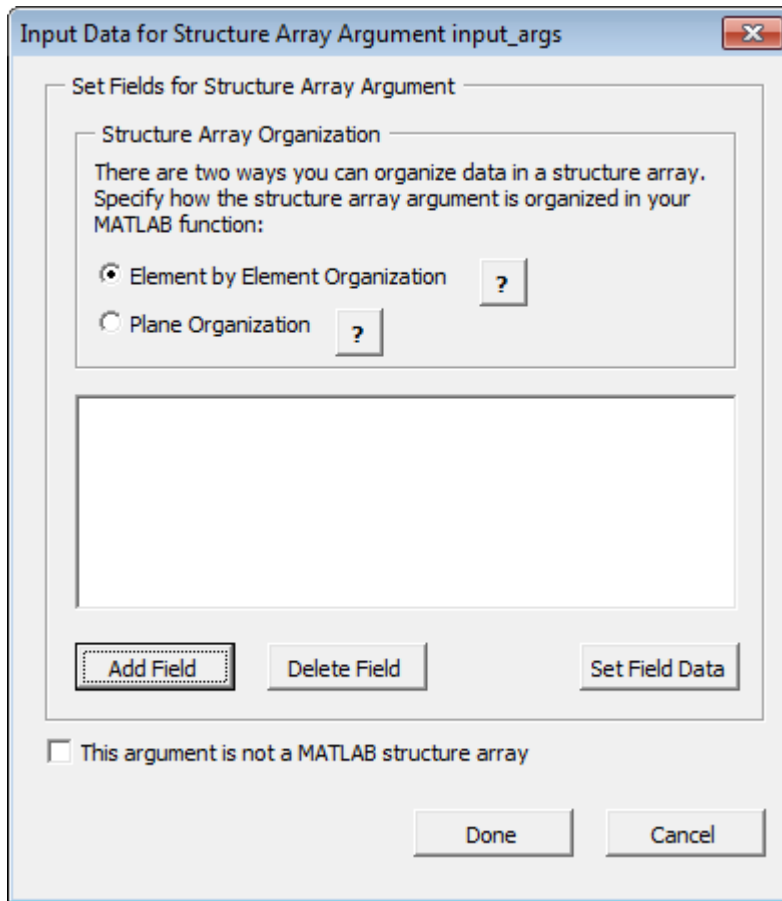 Input Data for Structure Array Argument input_args
Set Fields for Structure Array Argument
Structure Array Organization
There are two ways you can organize data in a structure array.
Specify how the structure array argument is organized in your
MATLAB function:
Element by Element Organization ?
Plane Organization ?
Add Field Delete Field Set Field Data
This argument is not a MATLAB structure array
Done Cancel